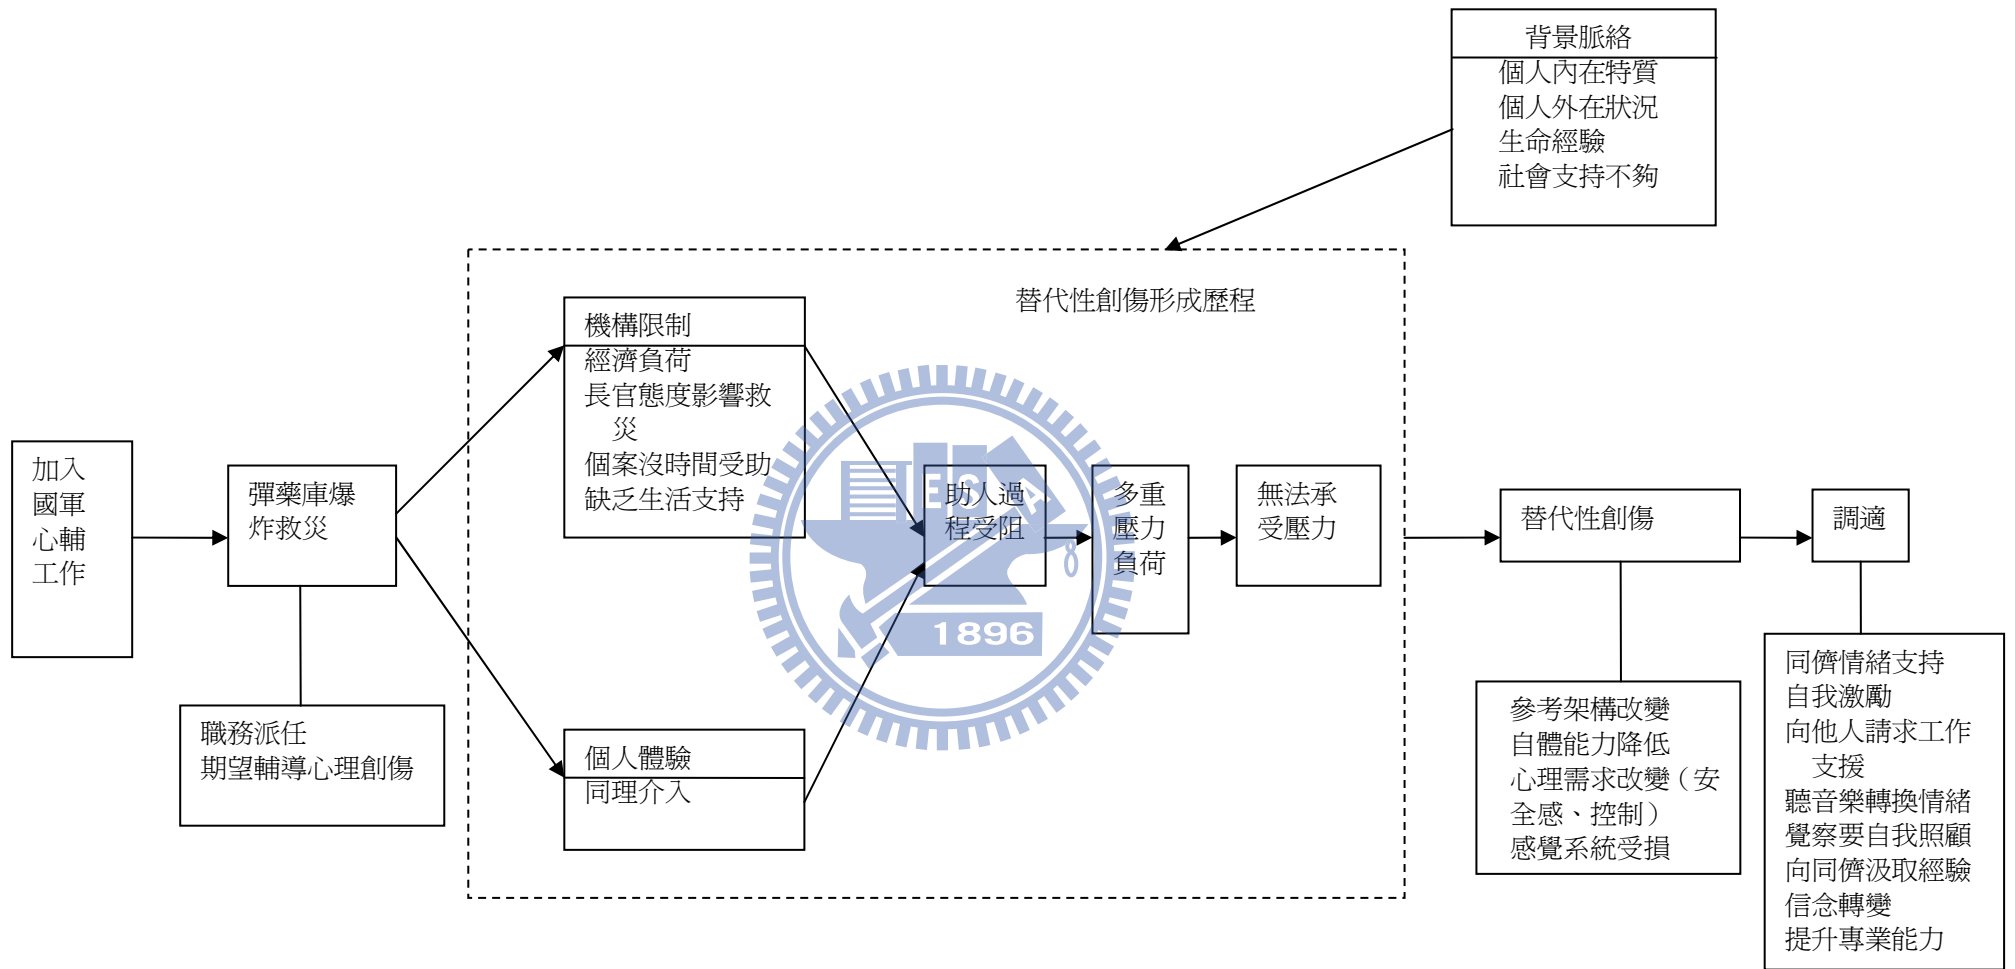 背景脈絡
個人內在特質
個人外在狀況
生命經驗
社會支持不夠
替代性創傷形成歷程
加入
國軍
心輔
工作
彈藥庫爆
炸救災
職務派任
期望輔導心理創傷
機構限制
經濟負荷
長官態度影響救
災
個案沒時間受助
缺乏生活支持
個人體驗
同理介入
助人過
程受阻
多重
壓力
負荷
無法承
受壓力
替代性創傷
參考架構改變
自體能力降低
心理需求改變（安
全感、控制）
感覺系統受損
調適
同儕情緒支持
自我激勵
向他人請求工作
支援
聽音樂轉換情緒
覺察要自我照顧
向同儕汲取經驗
信念轉變
提升專業能力
ESA
1896